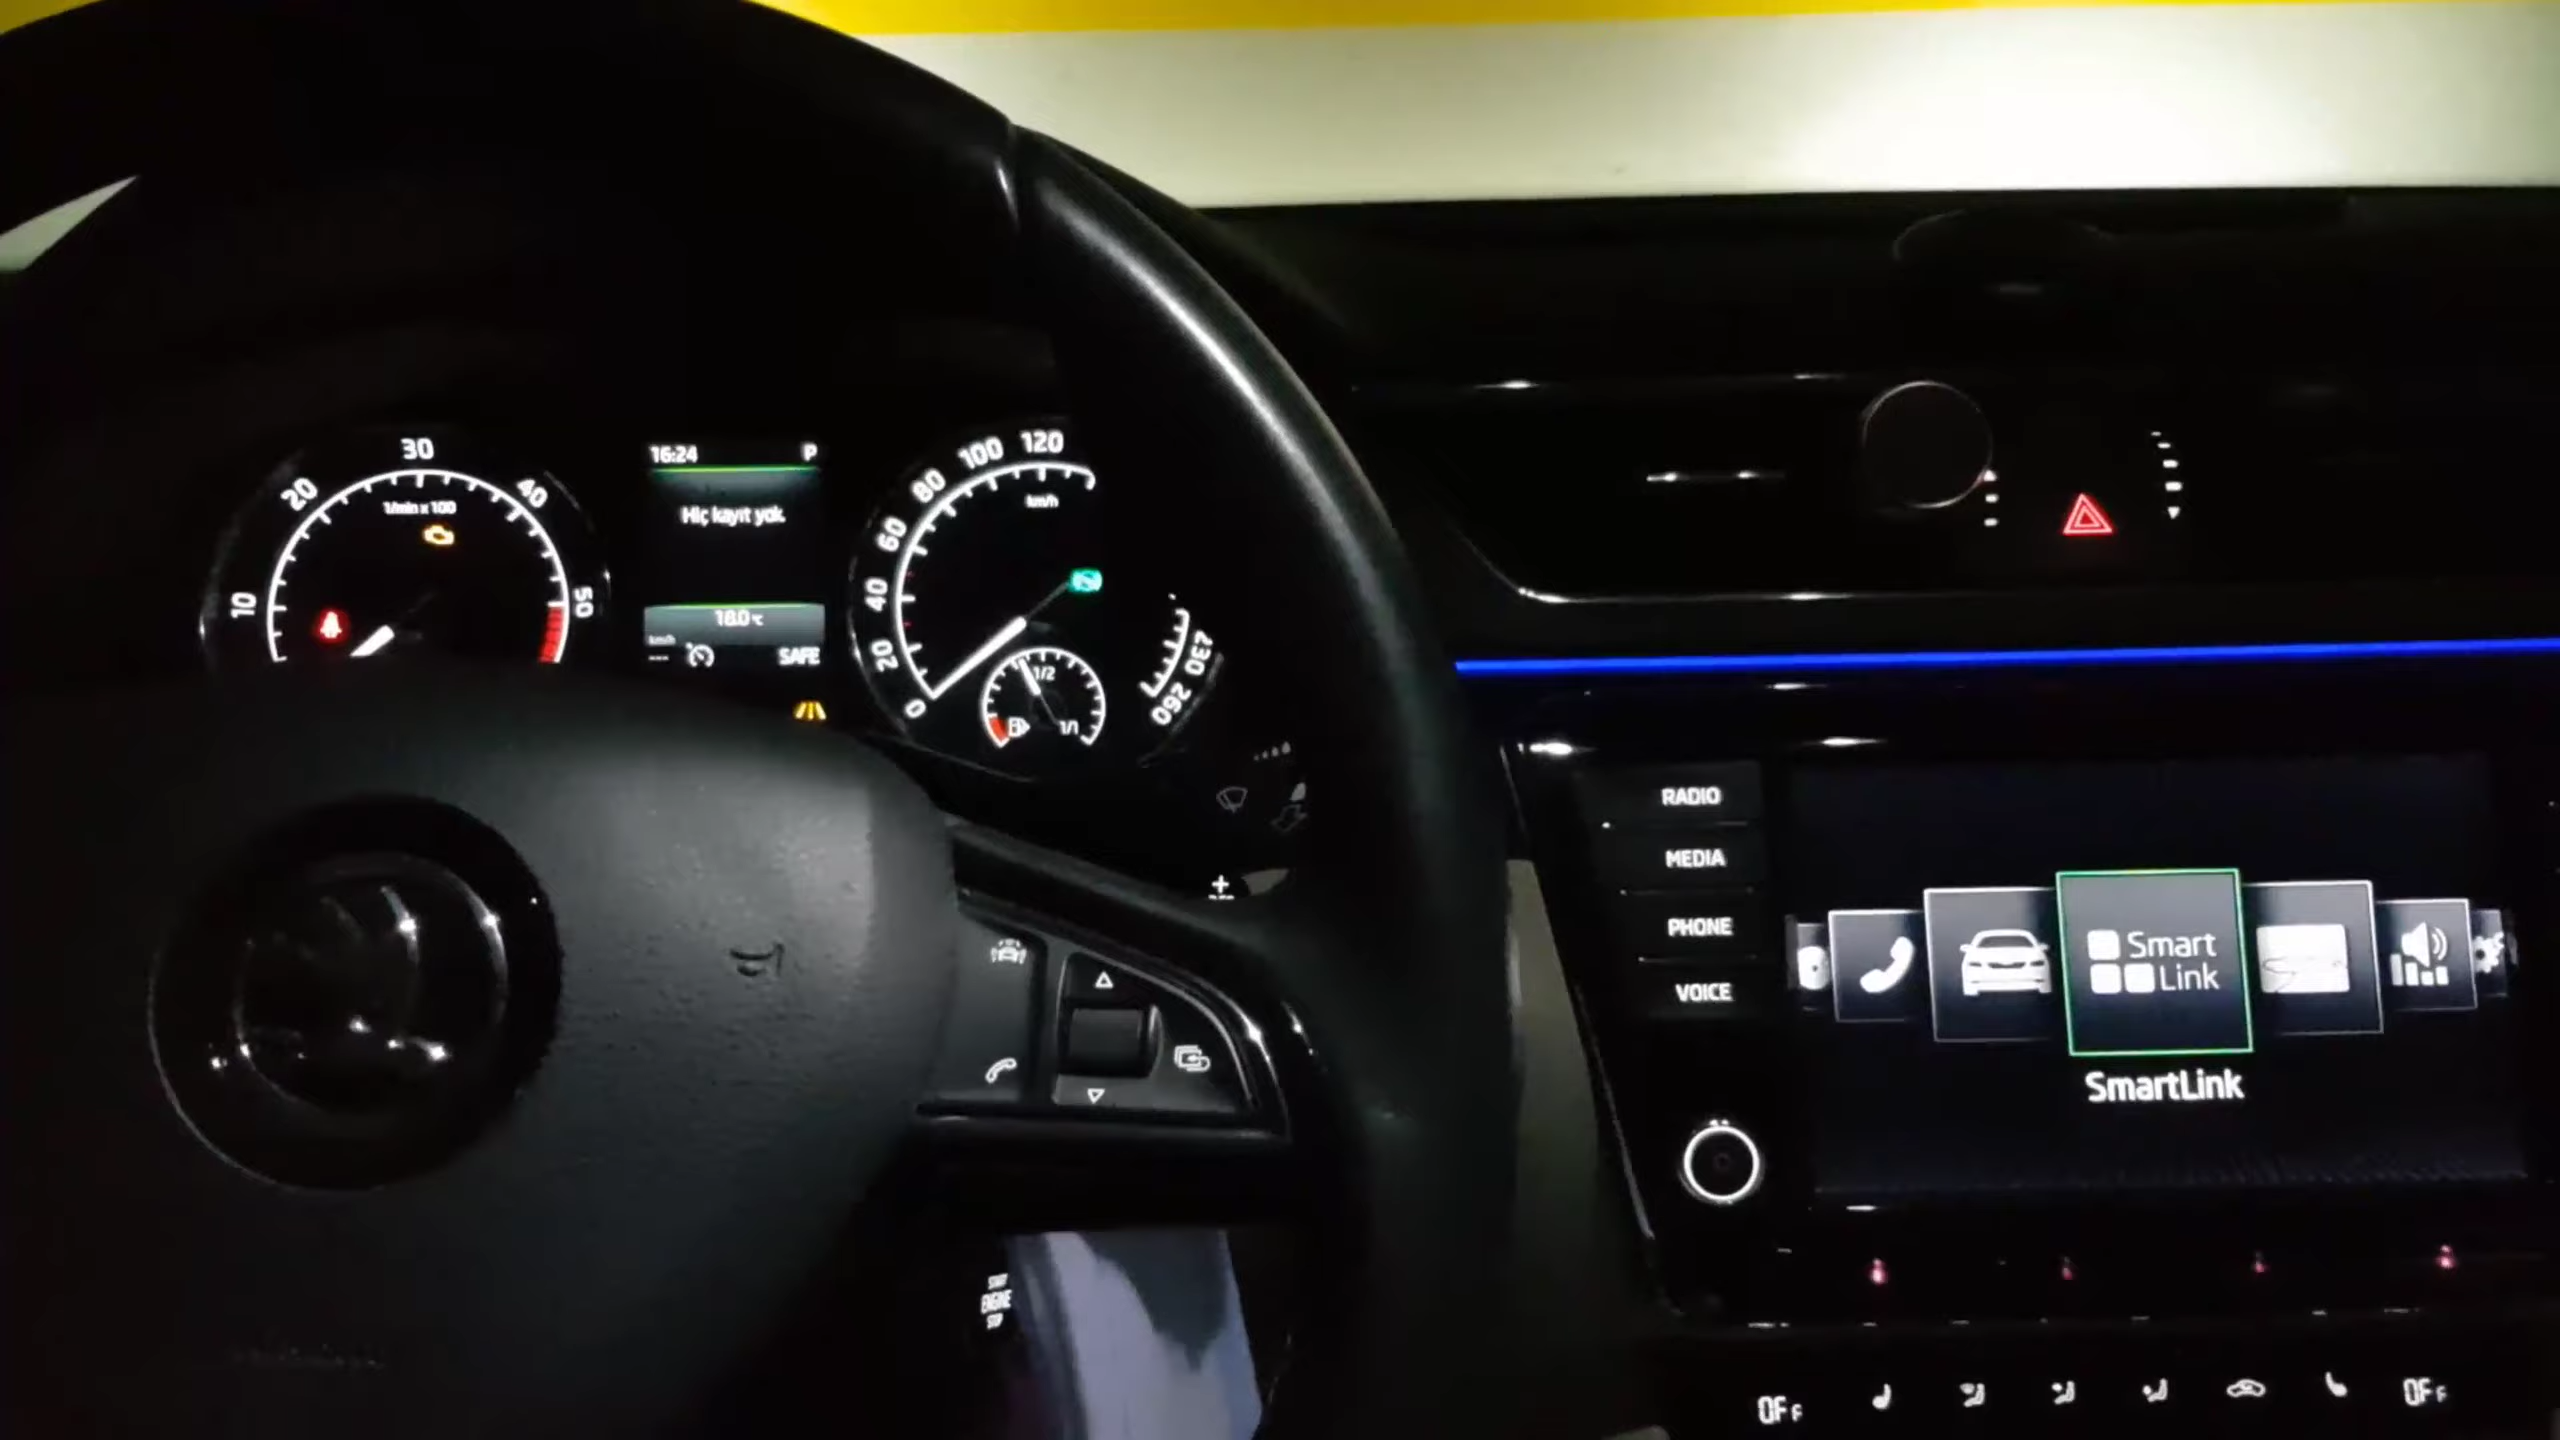 30
20
40
1/min x 100
10
50
16:24
P
Hiç kayıt yok.
18.0 °C
km/h
---
SAFE
120
100
80
km/h
60
40
20
0
1/2
1/1
260
RADIO
MEDIA
PHONE
VOICE
Smart
Link
SmartLink
START
ENGINE
STOP
OFF
OFF